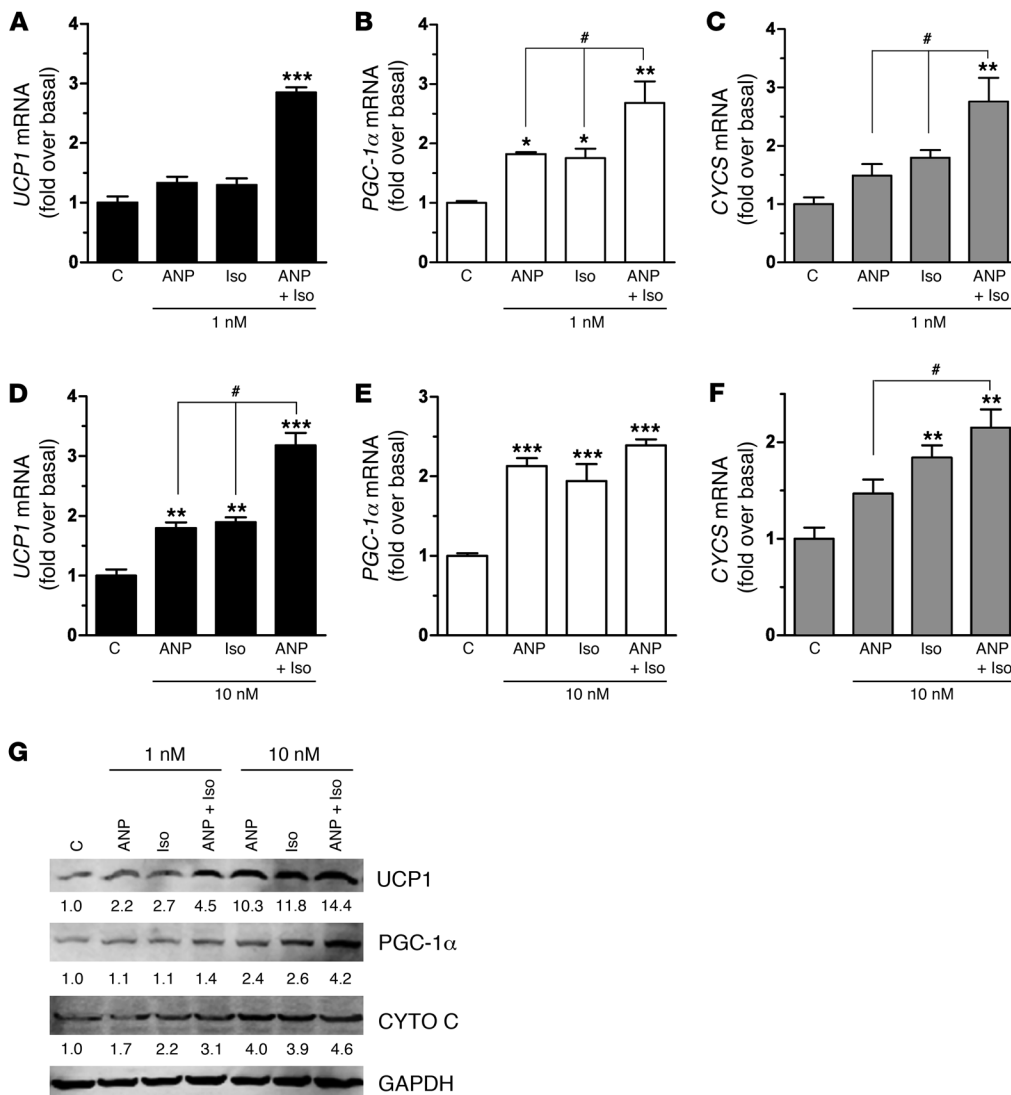 A
UCP1 mRNA
(fold over basal)
4
3
2
1
0
***
C
ANP
Iso
ANP
+ Iso
1 nM
B
PGC-1α mRNA
(fold over basal)
4
3
2
1
0
#
*
*
**
C
ANP
Iso
ANP
+ Iso
1 nM
C
CYCS mRNA
(fold over basal)
4
3
2
1
0
#
**
C
ANP
Iso
ANP
+ Iso
1 nM
D
UCP1 mRNA
(fold over basal)
4
3
2
1
0
#
**
**
***
C
ANP
Iso
ANP
+ Iso
10 nM
E
PGC-1α mRNA
(fold over basal)
3
2
1
0
***
***
***
C
ANP
Iso
ANP
+ Iso
10 nM
F
CYCS mRNA
(fold over basal)
2
1
0
#
**
**
C
ANP
Iso
ANP
+ Iso
10 nM
G
1 nM 10 nM
C ANP Iso ANP + Iso ANP Iso ANP + Iso
UCP1
1.0 2.2 2.7 4.5 10.3 11.8 14.4
PGC-1α
1.0 1.1 1.1 1.4 2.4 2.6 4.2
CYTO C
1.0 1.7 2.2 3.1 4.0 3.9 4.6
GAPDH